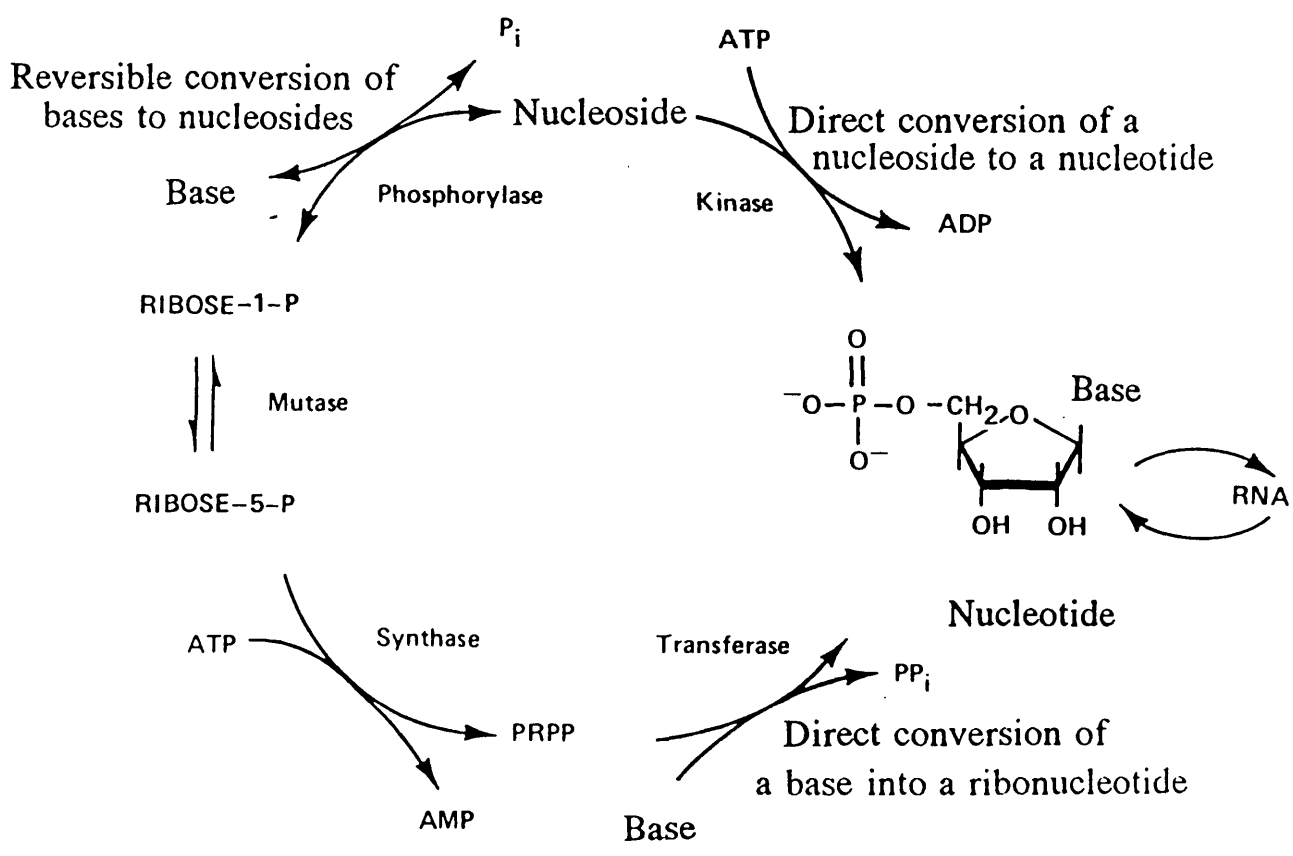 P_i
ATP
Reversible conversion of
bases to nucleosides
Nucleoside
Direct conversion of a
nucleoside to a nucleotide
Base
Phosphorylase
Kinase
ADP
RIBOSE-1-P
Mutase
O
⁻O-P-O-CH₂
O
Base
O⁻
OH OH
RNA
RIBOSE-5-P
Nucleotide
ATP
Synthase
Transferase
PP_i
PRPP
Direct conversion of
a base into a ribonucleotide
AMP
Base